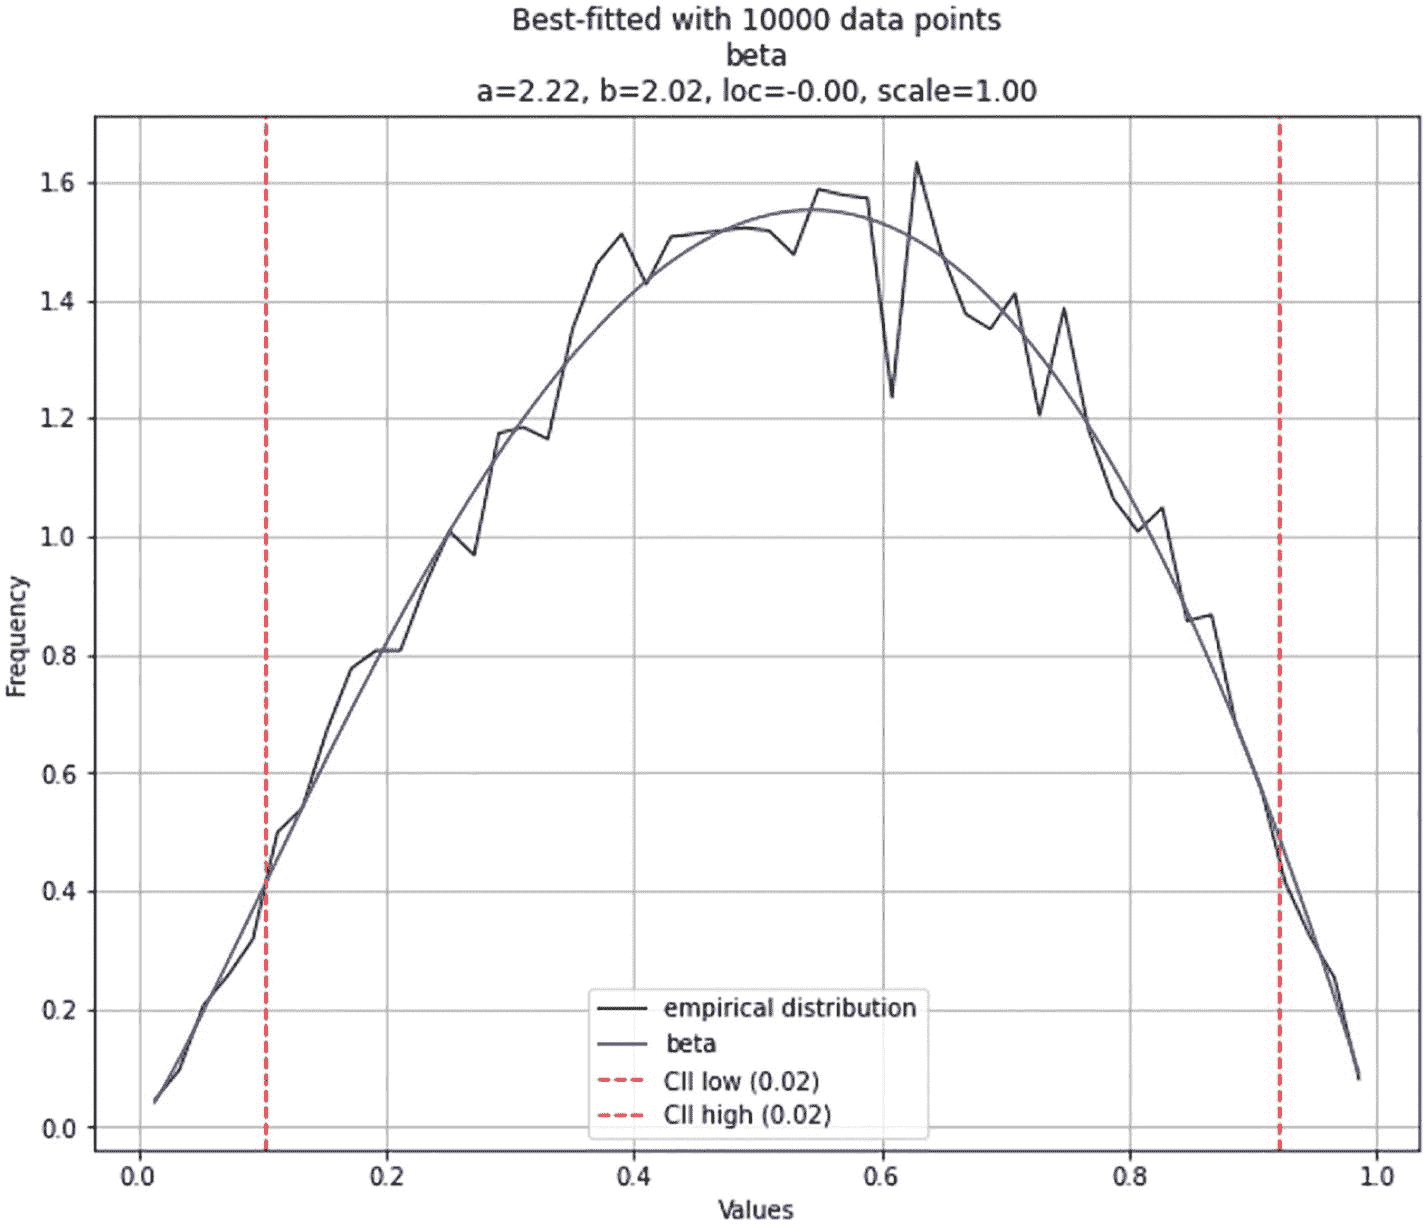 Best-fitted with 10000 data points
beta
a=2.22, b=2.02, loc=-0.00, scale=1.00
1.6
1.4
1.2
1.0
0.8
0.6
0.4
0.2
0.0
Frequency
empirical distribution
beta
CII low (0.02)
CII high (0.02)
0.0 0.2 0.4 0.6 0.8 1.0
Values